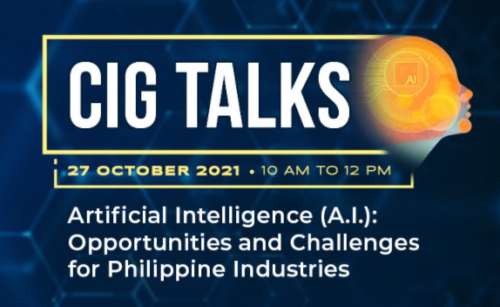 CIG TALKS
AI
27 OCTOBER 2021 • 10 AM TO 12 PM
Artificial Intelligence (A.I.):
Opportunities and Challenges
for Philippine Industries